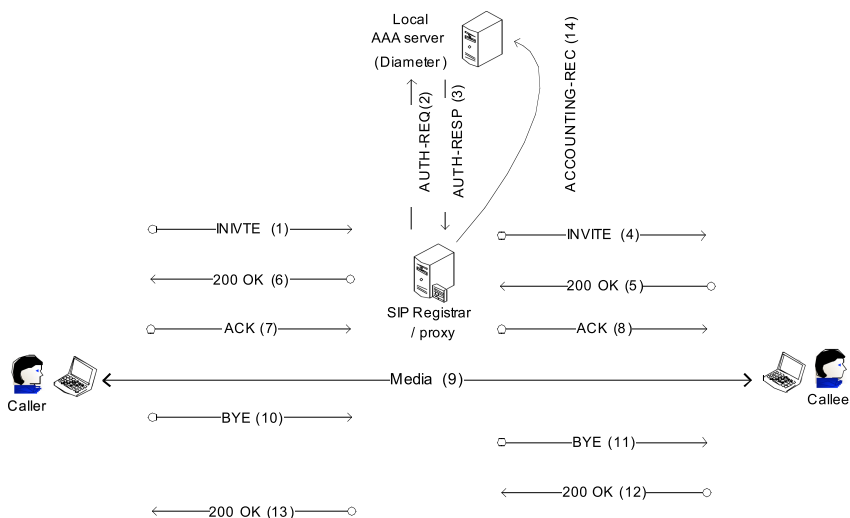 Local
AAA server
(Diameter)
AUTH-REQ(2)
AUTH-RESP (3)
ACCOUNTING-REC (14)
INIVTE (1)
INVITE (4)
200 OK (6)
200 OK (5)
SIP Registrar
/ proxy
ACK (7)
ACK (8)
Media (9)
Caller
Callee
BYE (10)
BYE (11)
200 OK (12)
200 OK (13)